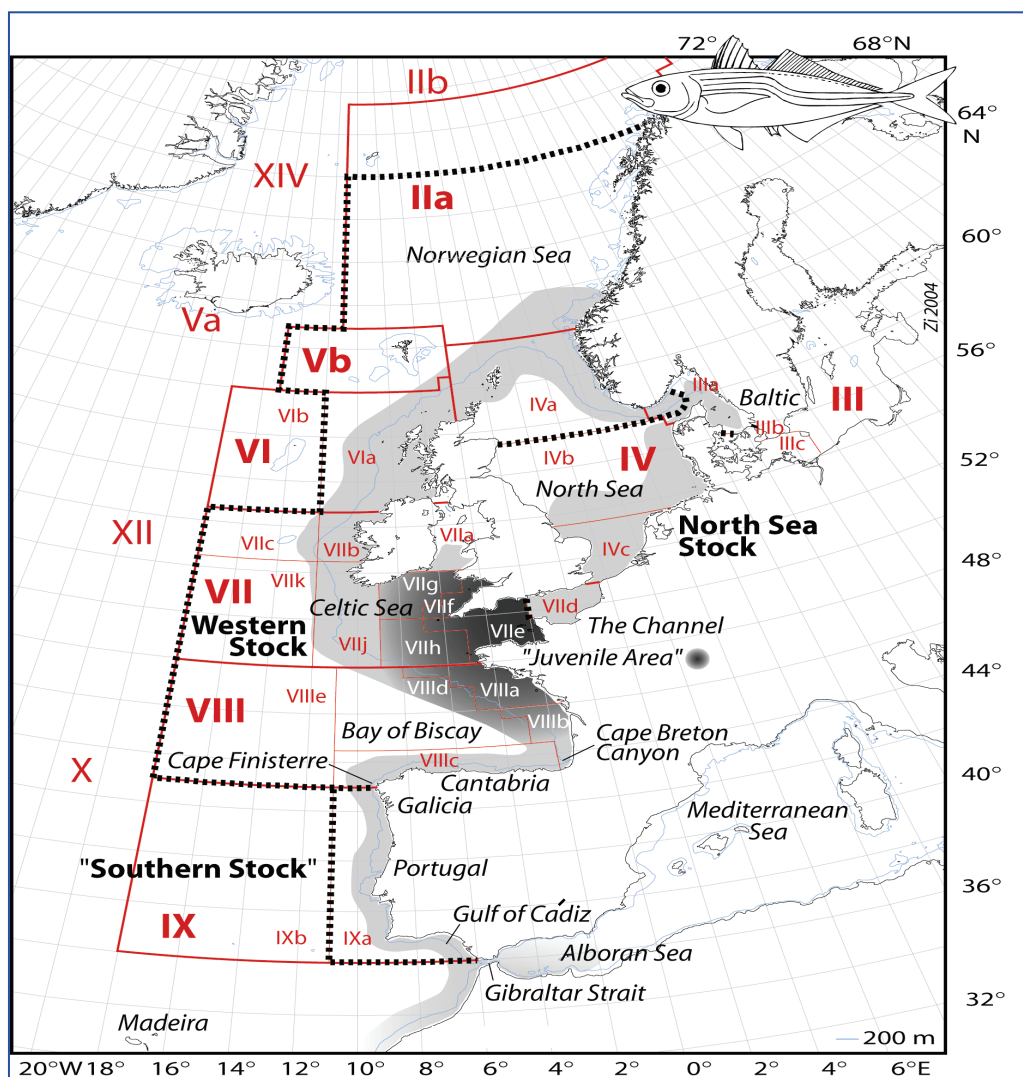 72°
68°N
64°
N
IIb
XIV
IIa
Norwegian Sea
60°
Zi 2004
Va
Vb
56°
IIIa
Baltic
III
VIb
IVa
IIIb
IIIc
VI
VIa
IVb
IV
52°
North Sea
XII
North Sea
Stock
VIIc
VIIb
VIIa
IVc
48°
VII
VIIk
VIIg
Celtic Sea
VIIf
VIId
Western
Stock
VIIj
VIIh
VIIe
The Channel
"Juvenile Area"
44°
VIII
VIIIe
VIIId
VIIIa
VIIIb
Bay of Biscay
Cape Breton
Canyon
X
Cape Finisterre
VIIIc
Cantabria
40°
Galicia
Mediterranean
Sea
"Southern Stock"
Portugal
36°
IX
IXb
IXa
Gulf of Cádiz
Alboran Sea
Gibraltar Strait
32°
Madeira
200 m
20°W
18°
16°
14°
12°
10°
8°
6°
4°
2°
0°
2°
4°
6°E